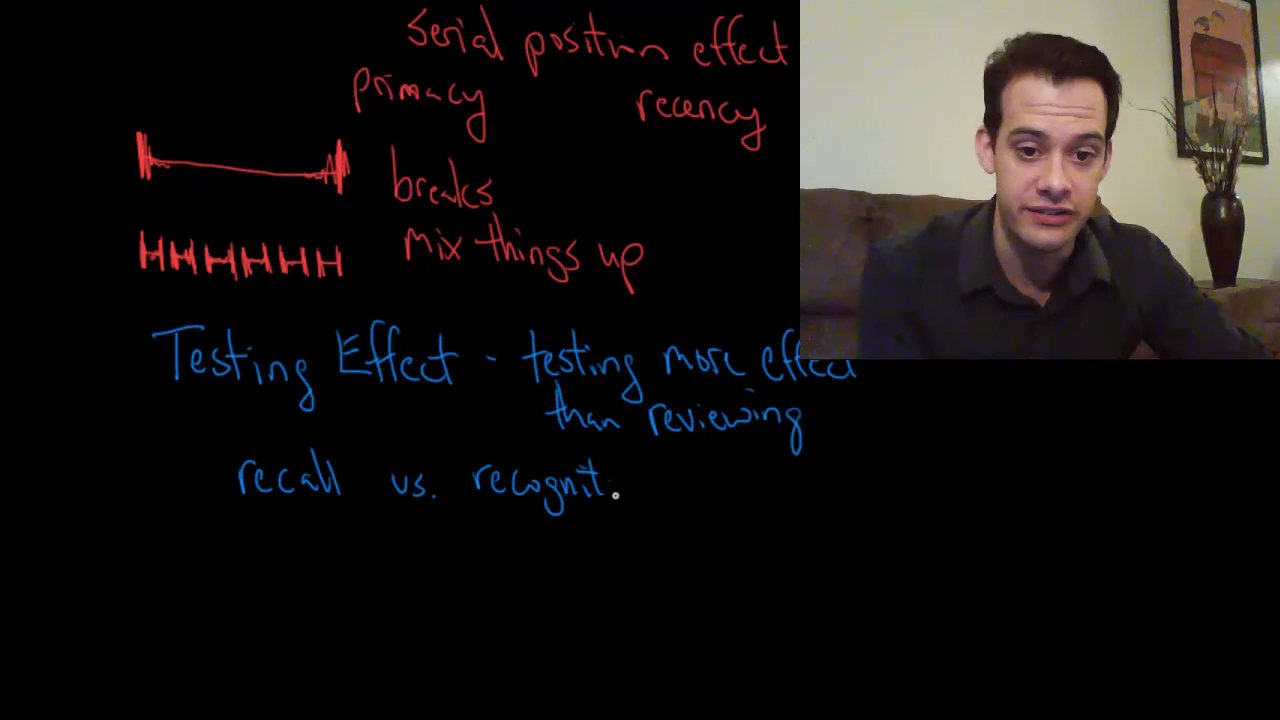 serial position effect
primacy recency
breaks
mix things up
Testing Effect - testing more effect
than reviewing
recall vs. recognit